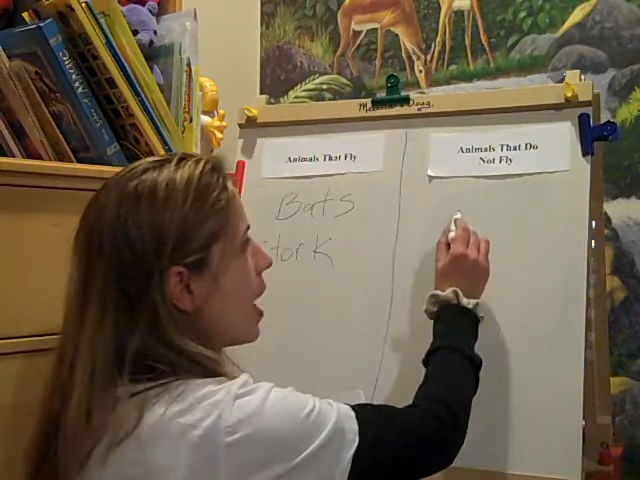 Animals That Fly
Animals That Do
Not Fly
Bats
tork